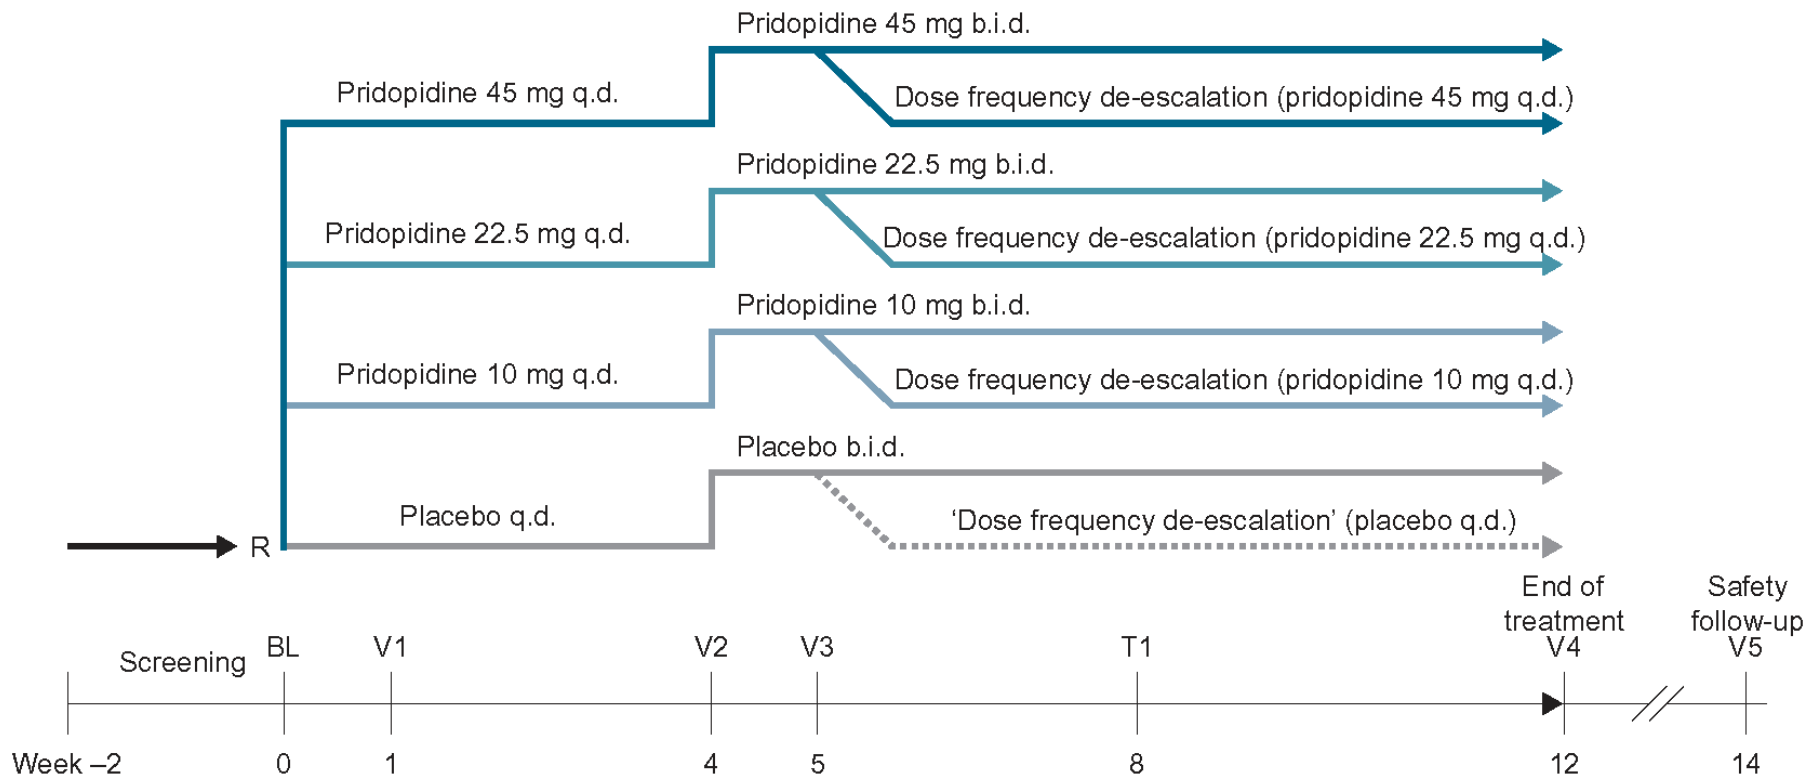 Pridopidine 45 mg b.i.d.
Pridopidine 45 mg q.d.
Dose frequency de-escalation (pridopidine 45 mg q.d.)
Pridopidine 22.5 mg b.i.d.
Pridopidine 22.5 mg q.d.
Dose frequency de-escalation (pridopidine 22.5 mg q.d.)
Pridopidine 10 mg b.i.d.
Pridopidine 10 mg q.d.
Dose frequency de-escalation (pridopidine 10 mg q.d.)
Placebo b.i.d.
Placebo q.d.
‘Dose frequency de-escalation’ (placebo q.d.)
R
End of
treatment
Safety
follow-up
Screening
BL
V1
V2
V3
T1
V4
V5
Week –2
0
1
4
5
8
12
14